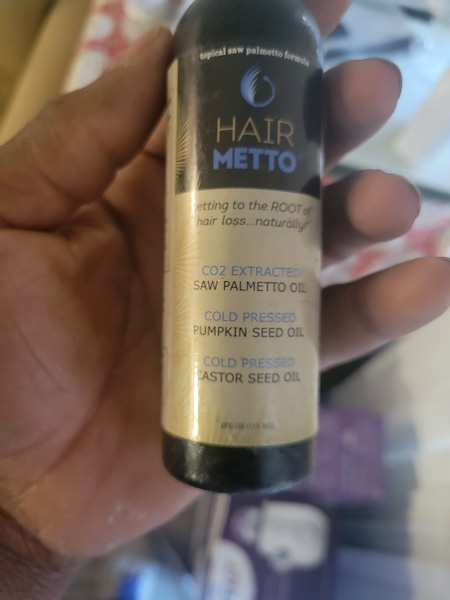 topical saw palmetto formula
HAIR
METTO
etting to the ROOT of
hair loss...naturally!
CO2 EXTRACTED
SAW PALMETTO OIL
COLD PRESSED
PUMPKIN SEED OIL
COLD PRESSED
CASTOR SEED OIL